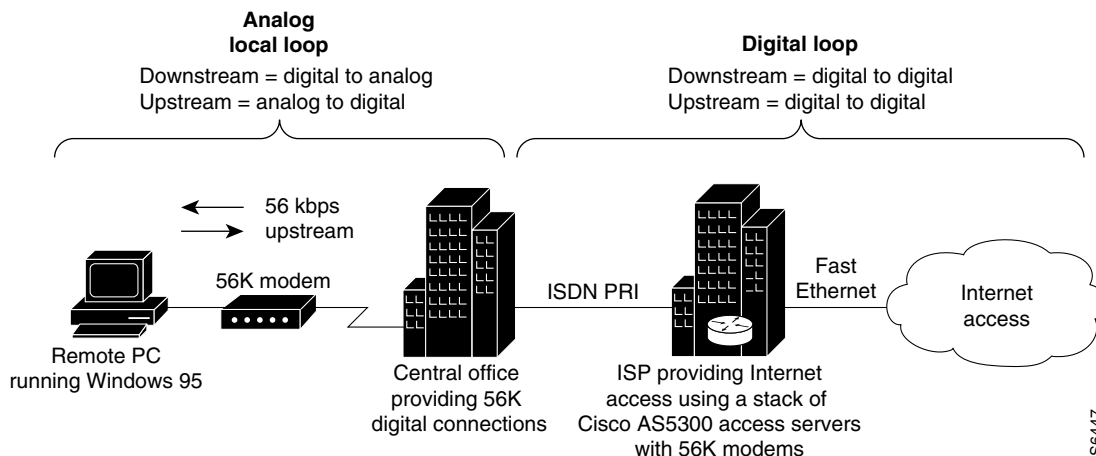 Analog
local loop
Downstream = digital to analog
Upstream = analog to digital
Digital loop
Downstream = digital to digital
Upstream = digital to digital
56 kbps
upstream
56K modem
ISDN PRI
Fast
Ethernet
Internet
access
Remote PC
running Windows 95
Central office
providing 56K
digital connections
ISP providing Internet
access using a stack of
Cisco AS5300 access servers
with 56K modems
S6447